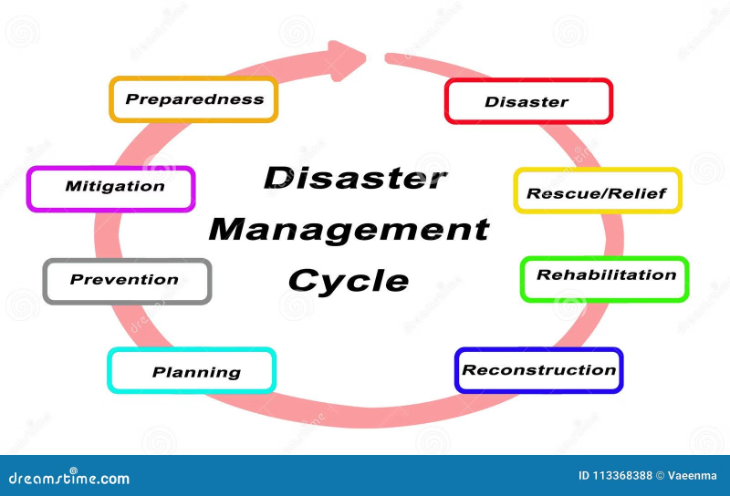 Disaster
Management
Cycle
Disaster
Rescue/Relief
Rehabilitation
Reconstruction
Planning
Prevention
Mitigation
Preparedness
dreamstime.com
ID 113368388 © Vaeenma